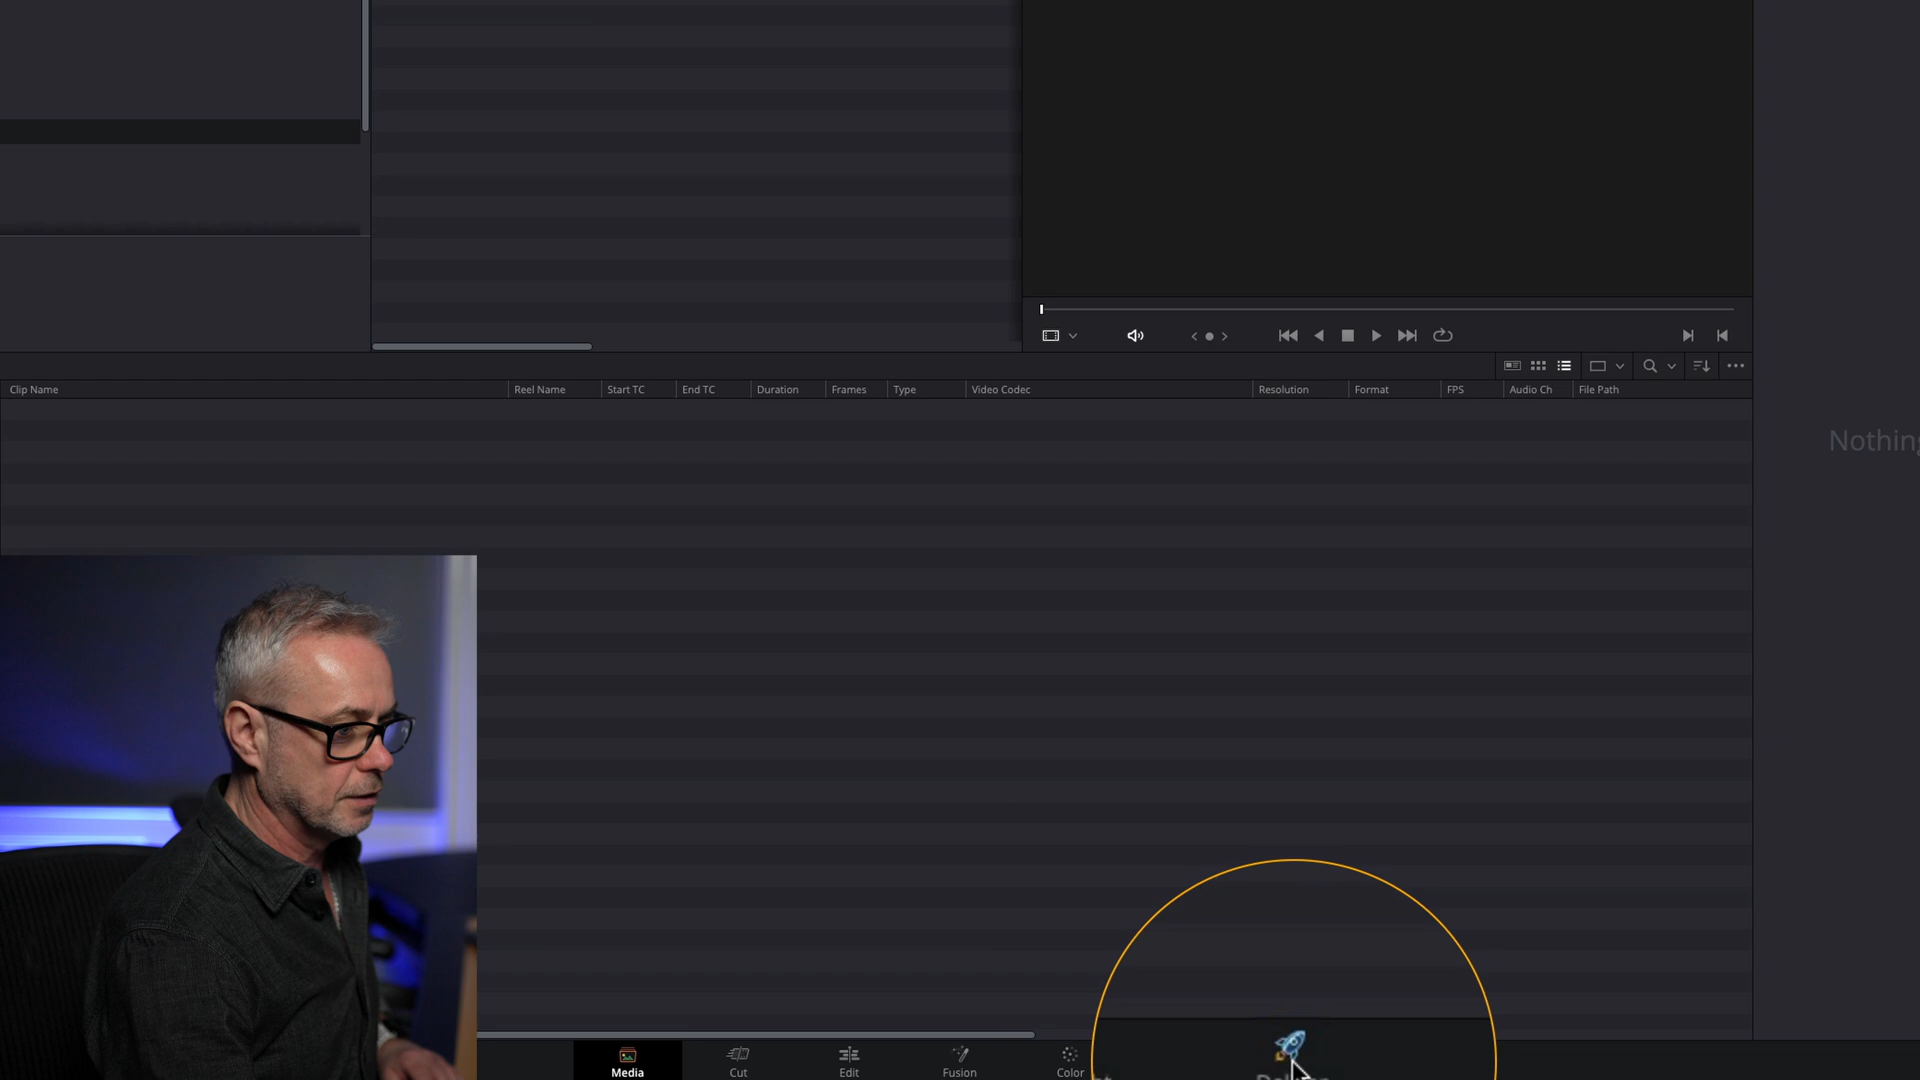 Clip Name Reel Name Start TC End TC Duration Frames Type Video Codec Resolution Format FPS Audio Ch File Path
Media Cut Edit Fusion Color